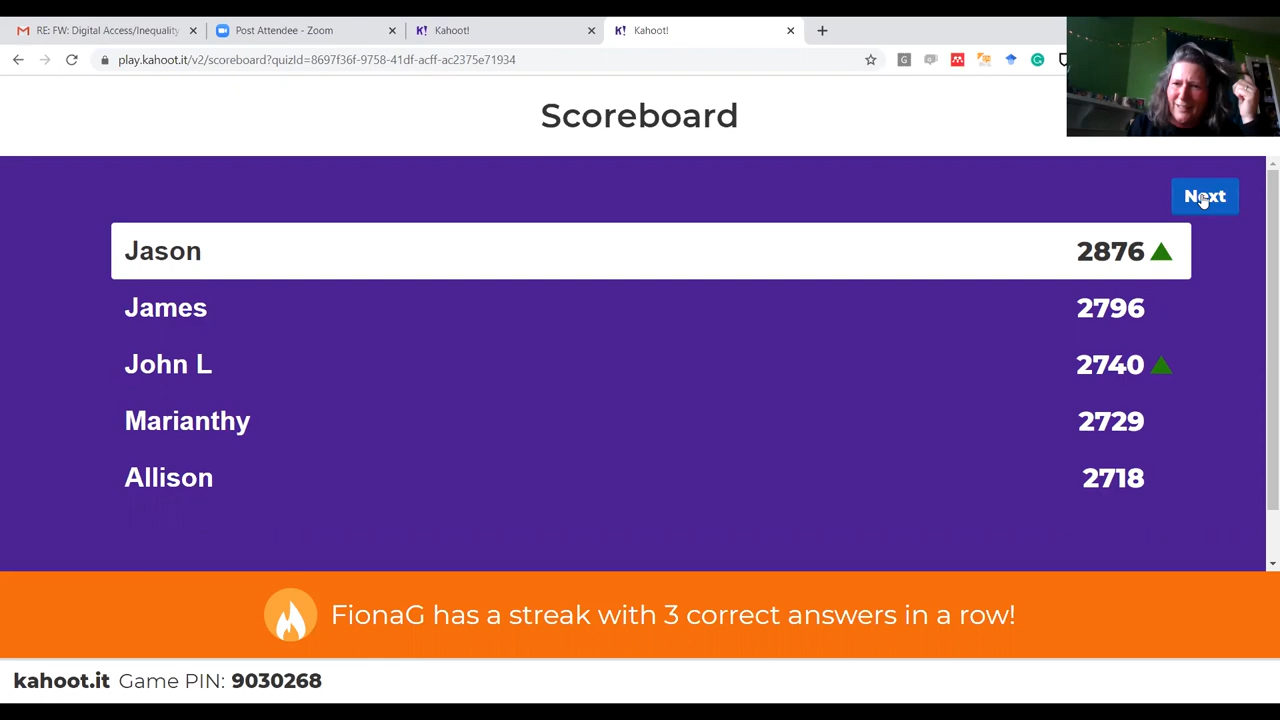 RE: FW: Digital Access/Inequality
Post Attendee - Zoom
K! Kahoot!
K! Kahoot!
play.kahoot.it/v2/scoreboard?quizId=8697f36f-9758-41df-acff-ac2375e71934
Scoreboard
Next
Jason 2876
James 2796
John L 2740
Marianthy 2729
Allison 2718
FionaG has a streak with 3 correct answers in a row!
kahoot.it Game PIN: 9030268